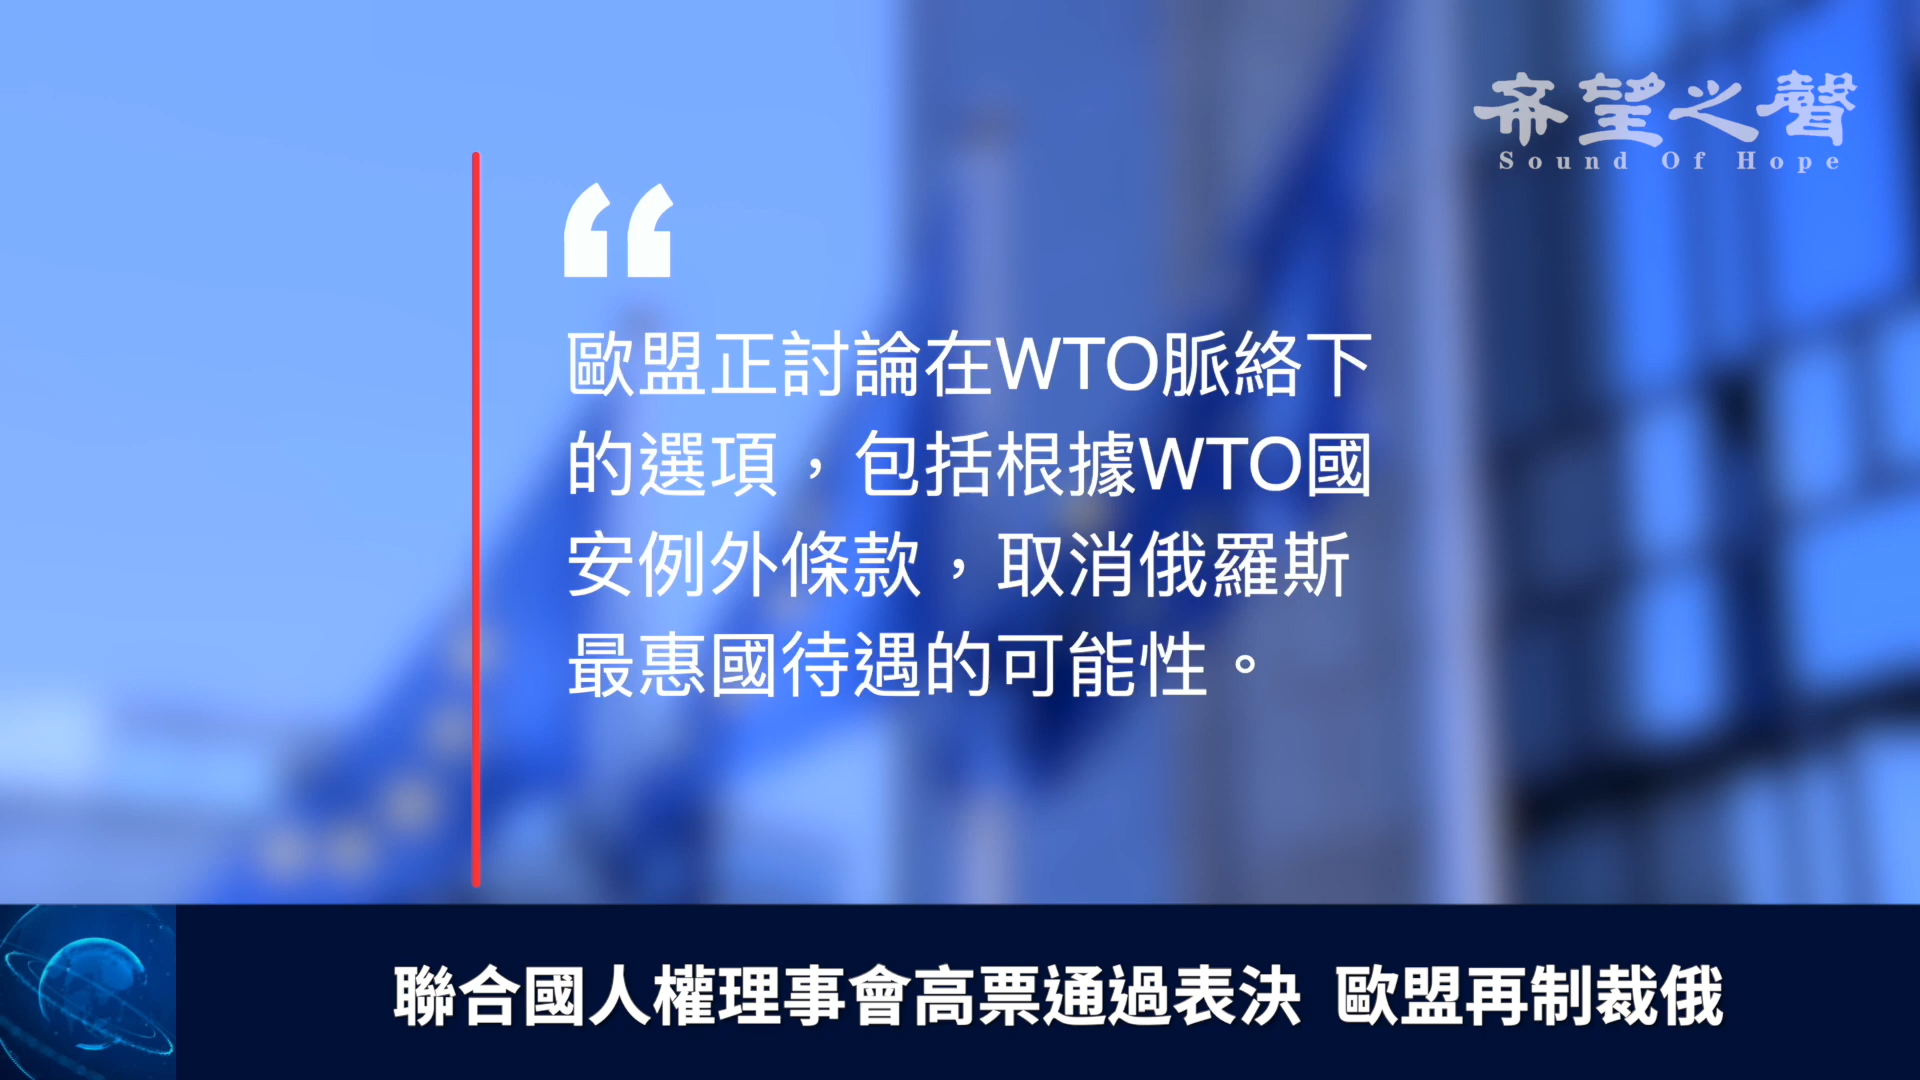 希望之聲
Sound Of Hope
“
歐盟正討論在WTO脈絡下
的選項，包括根據WTO國
安例外條款，取消俄羅斯
最惠國待遇的可能性。
聯合國人權理事會高票通過表決 歐盟再制裁俄